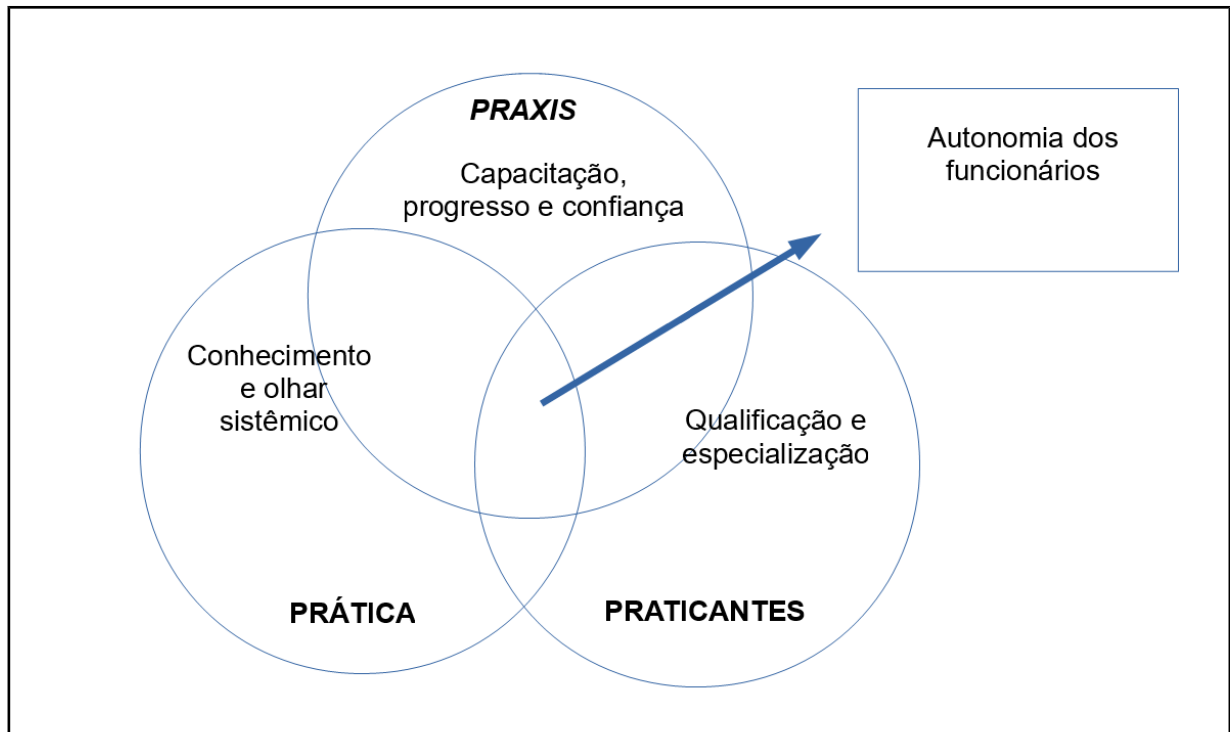 PRAXIS
Capacitação,
progresso e confiança
Autonomia dos
funcionários
Conhecimento
e olhar
sistêmico
Qualificação e
especialização
PRÁTICA
PRATICANTES